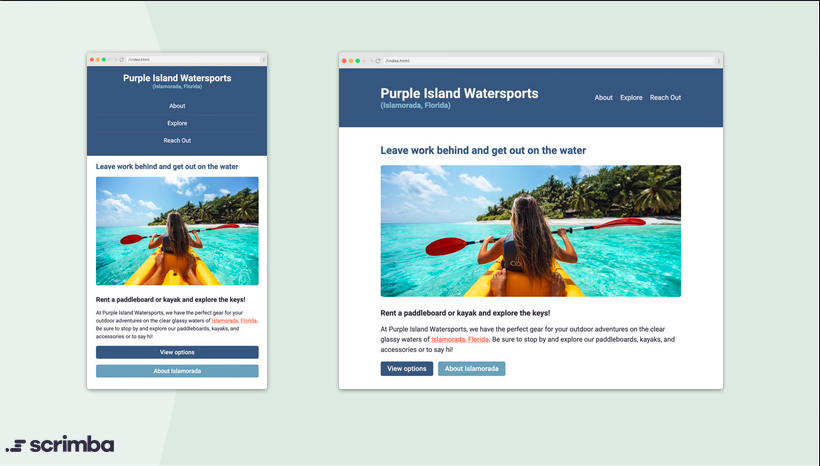 /index.html
Purple Island Watersports
(Islamorada, Florida)
About
Explore
Reach Out
Leave work behind and get out on the water
Rent a paddleboard or kayak and explore the keys!
At Purple Island Watersports, we have the perfect gear for your
outdoor adventures on the clear glassy waters of Islamorada, Florida.
Be sure to stop by and explore our paddleboards, kayaks, and
accessories or to say hi!
View options
About Islamorada
/index.html
Purple Island Watersports
(Islamorada, Florida)
About Explore Reach Out
Leave work behind and get out on the water
Rent a paddleboard or kayak and explore the keys!
At Purple Island Watersports, we have the perfect gear for your outdoor adventures on the clear
glassy waters of Islamorada, Florida. Be sure to stop by and explore our paddleboards, kayaks, and
accessories or to say hi!
View options About Islamorada
scrimba